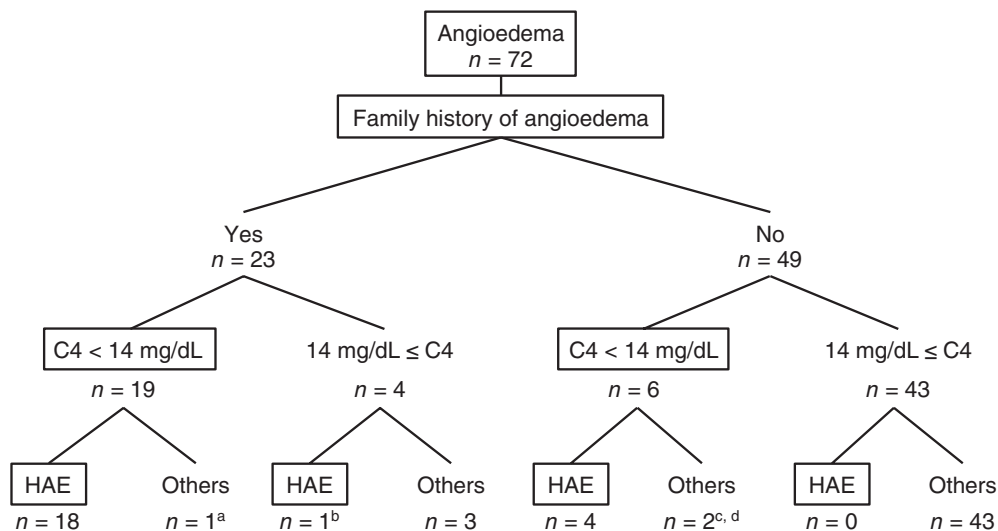 Angioedema
n = 72
Family history of angioedema
Yes
n = 23
No
n = 49
C4 < 14 mg/dL
14 mg/dL ≤ C4
C4 < 14 mg/dL
14 mg/dL ≤ C4
n = 19
n = 4
n = 6
n = 43
HAE
Others
HAE
Others
HAE
Others
HAE
Others
n = 18
n = 1ᵃ
n = 1ᵇ
n = 3
n = 4
n = 2ᶜ, ᵈ
n = 0
n = 43